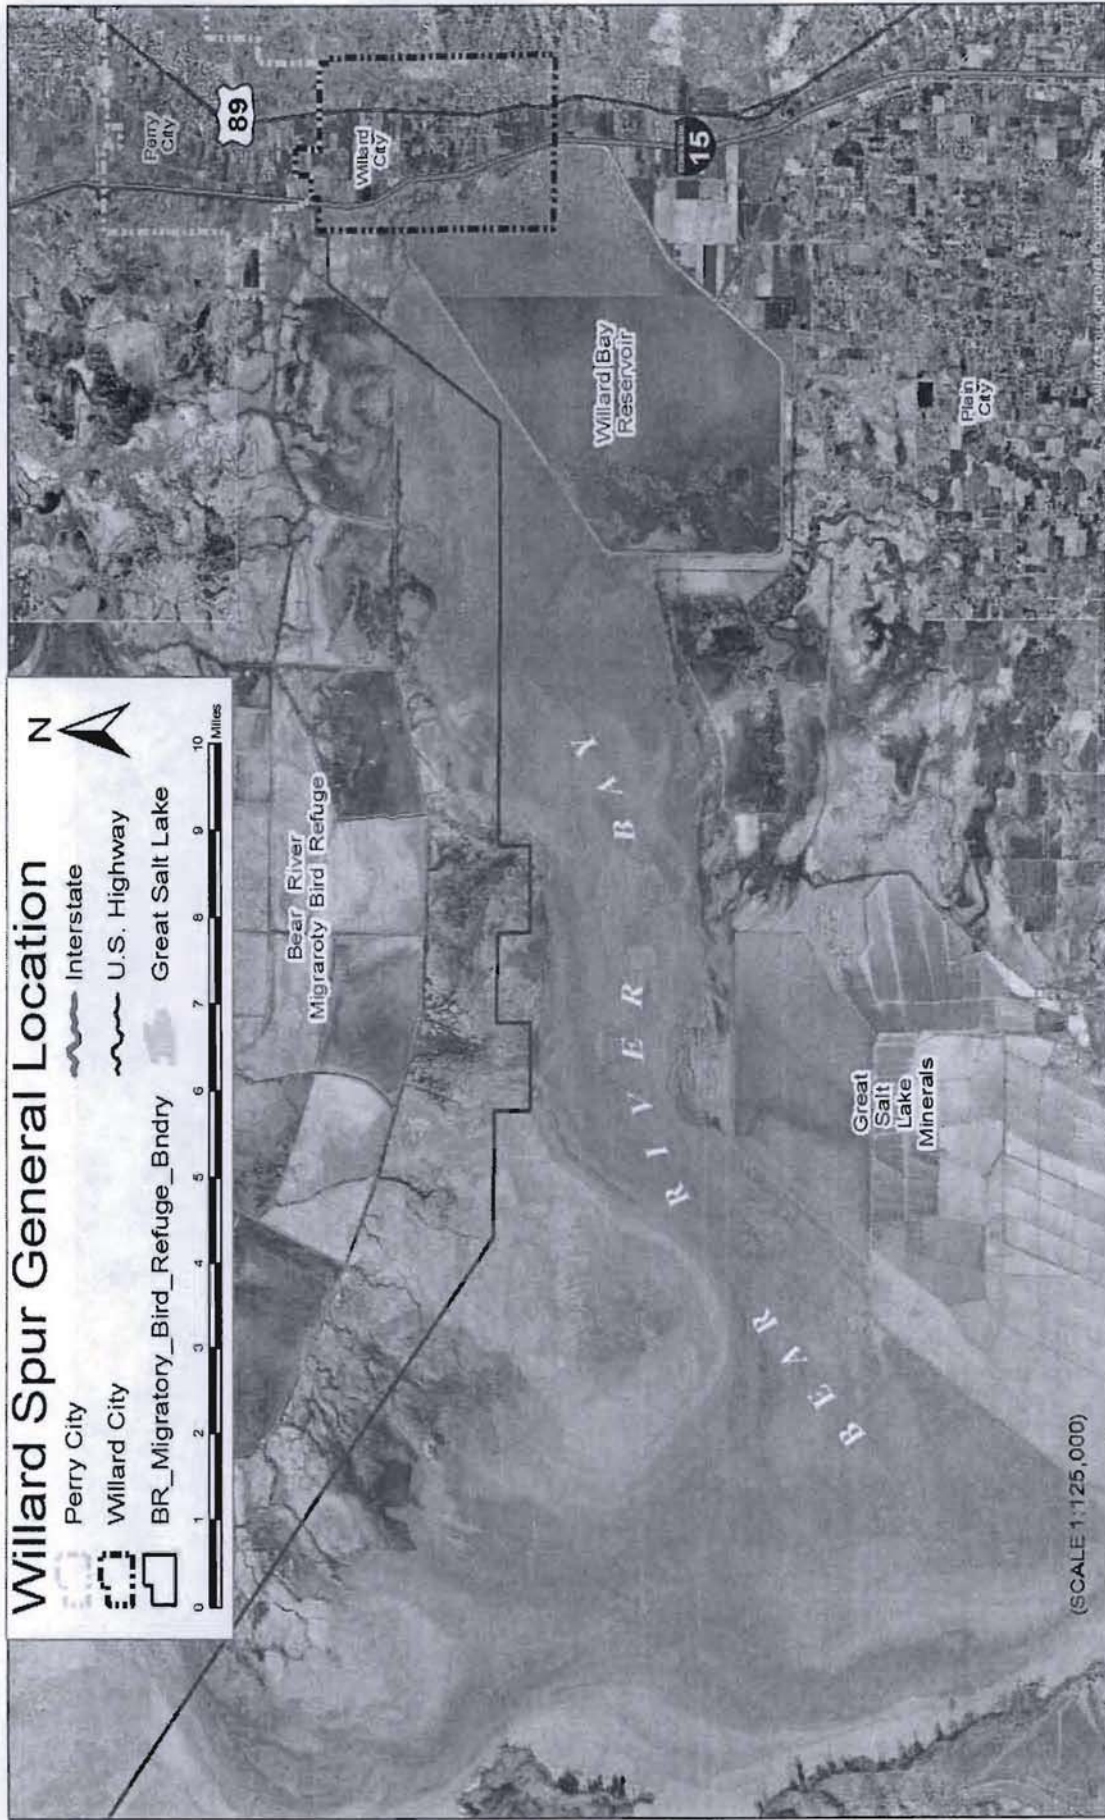 Willard Spur General Location
N
Perry City
Interstate
Willard City
U.S. Highway
BR_Migratory_Bird_Refuge_Bndry
Great Salt Lake
0 1 2 3 4 5 6 7 8 9 10
Miles
Perry
City
89
Willard
City
Bear River
Migraroty Bird Refuge
Willard Bay
Reservoir
15
Plain
City
BEAR RIVER BAY
Great
Salt
Lake
Minerals
(SCALE 1:125,000)